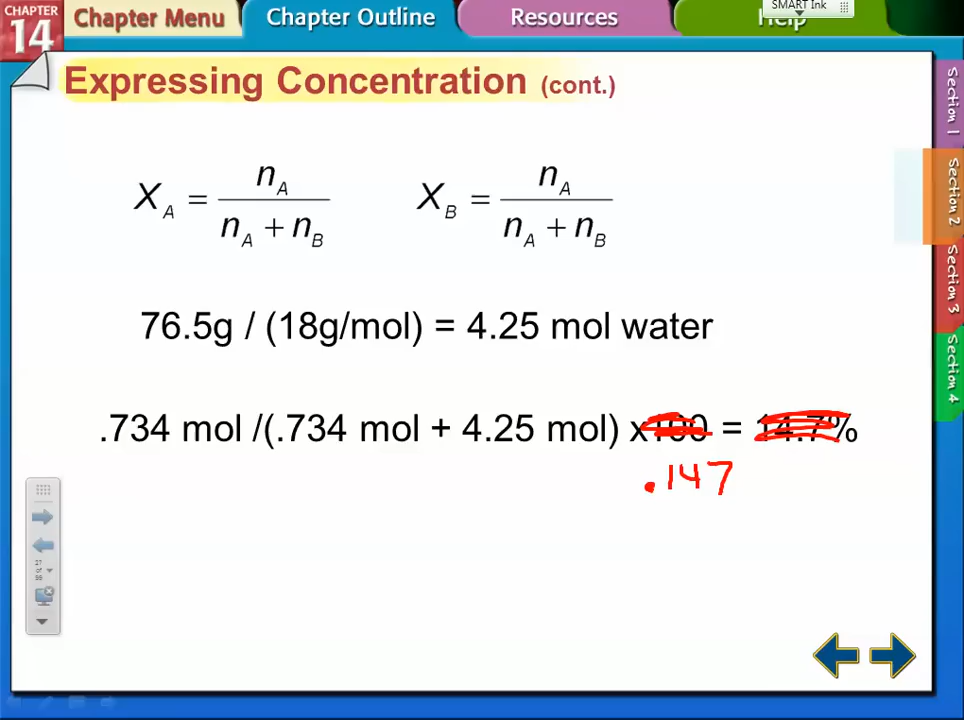 SMART Ink
CHAPTER
14
Chapter Menu
Chapter Outline
Resources
Help
Expressing Concentration (cont.)
X_A = n_A / (n_A + n_B)
X_B = n_A / (n_A + n_B)
76.5g / (18g/mol) = 4.25 mol water
.734 mol /(.734 mol + 4.25 mol) x100 = 14.7%
.147
Section 1
Section 2
Section 3
Section 4